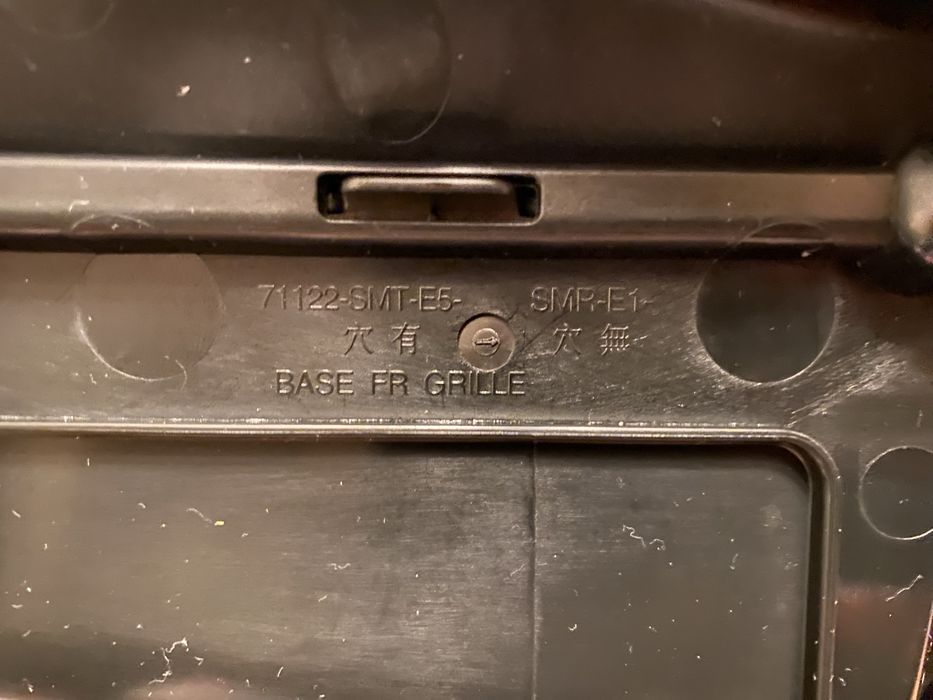 71122-SMT-E5- SMR-E1-
穴有 穴無
BASE FR GRILLE